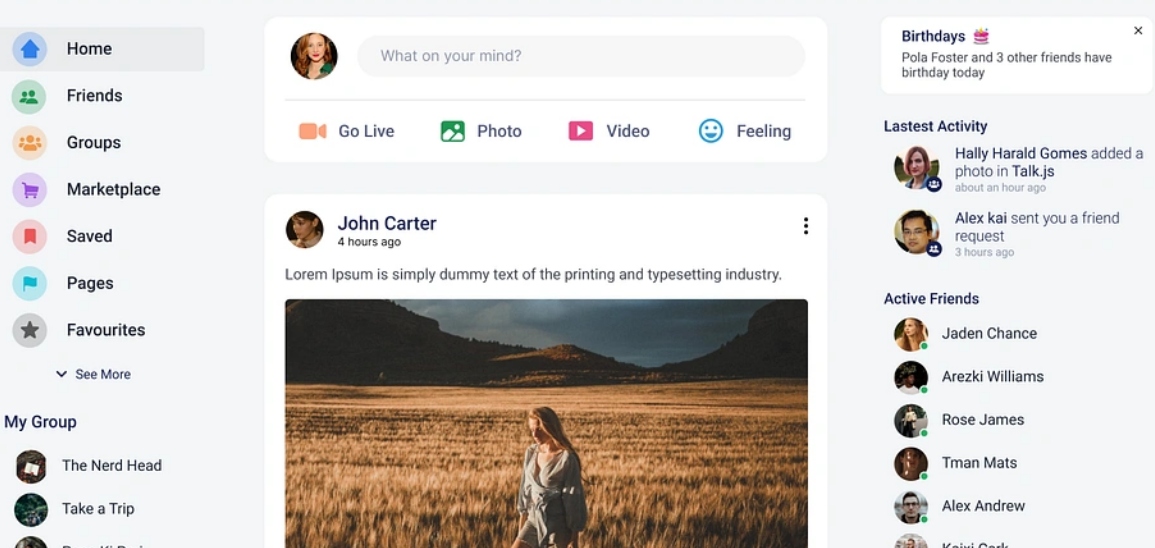 Home
Friends
Groups
Marketplace
Saved
Pages
Favourites
See More
My Group
The Nerd Head
Take a Trip
What on your mind?
Go Live
Photo
Video
Feeling
John Carter
4 hours ago
Lorem Ipsum is simply dummy text of the printing and typesetting industry.
Birthdays
Pola Foster and 3 other friends have
birthday today
Lastest Activity
Hally Harald Gomes added a
photo in Talk.js
about an hour ago
Alex kai sent you a friend
request
3 hours ago
Active Friends
Jaden Chance
Arezki Williams
Rose James
Tman Mats
Alex Andrew